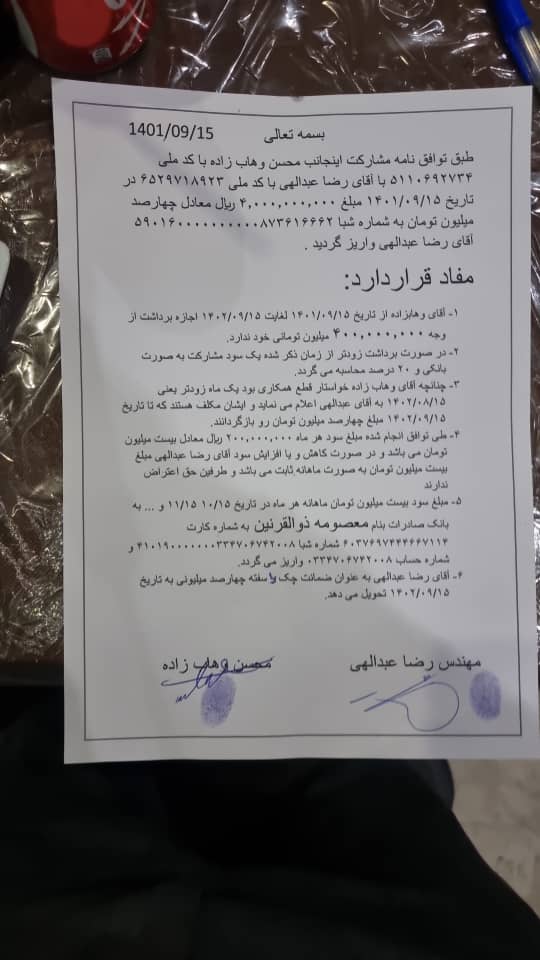 بسمه تعالی
1401/09/15
طبق توافق نامه مشارکت اینجانب محسن وهاب زاده با کد ملی
۵۱۱۰۶۹۲۷۳۴ با آقای رضا عبدالهی با کد ملی ۶۵۲۹۷۱۸۹۲۳ در
تاریخ ۱۴۰۱/۰۹/۱۵ مبلغ ۴,۰۰۰,۰۰۰,۰۰۰ ریال معادل چهارصد
میلیون تومان به شماره شبا ۵۹۰۱۶۰۰۰۰۰۰۰۰۰۰۸۷۳۶۱۶۶۶۲
آقای رضا عبدالهی واریز گردید .
مفاد قراردارد:
۱- آقای وهابزاده از تاریخ ۱۴۰۱/۰۹/۱۵ لغایت ۱۴۰۲/۰۹/۱۵ اجازه برداشت از
وجه ۴۰۰,۰۰۰,۰۰۰ میلیون تومانی خود ندارد.
۲- در صورت برداشت زودتر از زمان ذکر شده یک سود مشارکت به صورت
بانکی و ۲۰ درصد محاسبه می گردد.
۳- چنانچه آقای وهاب زاده خواستار قطع همکاری بود یک ماه زودتر یعنی
۱۴۰۲/۰۸/۱۵ به آقای عبدالهی اعلام می نماید و ایشان مکلف هستند که تا تاریخ
۱۴۰۲/۰۹/۱۵ مبلغ چهارصد میلیون تومان رو بازگردانند.
۴- طی توافق انجام شده مبلغ سود هر ماه ۲۰۰,۰۰۰,۰۰۰ ریال معادل بیست میلیون
تومان می باشد و در صورت کاهش و یا افزایش سود آقای رضا عبدالهی مبلغ
بیست میلیون تومان به صورت ماهانه ثابت می باشد و طرفین حق اعتراض
ندارند
۵- مبلغ سود بیست میلیون تومان ماهانه هر ماه در تاریخ ۱۰/۱۵ ۱۱/۱۵ و ... به
بانک صادرات بنام معصومه ذوالقرنین به شماره کارت
۶۰۳۷۶۹۷۴۴۴۶۶۷۱۱۴ شماره شبا ۴۱۰۱۹۰۰۰۰۰۰۰۳۳۴۷۰۶۷۴۲۰۰۸ و
شماره حساب ۰۳۳۴۷۰۶۷۴۲۰۰۸ واریز می گردد.
۶- آقای رضا عبدالهی به عنوان ضمانت چک یا سفته چهارصد میلیونی به تاریخ
۱۴۰۲/۰۹/۱۵ تحویل می دهد.
مهندس رضا عبدالهی
محسن وهاب زاده